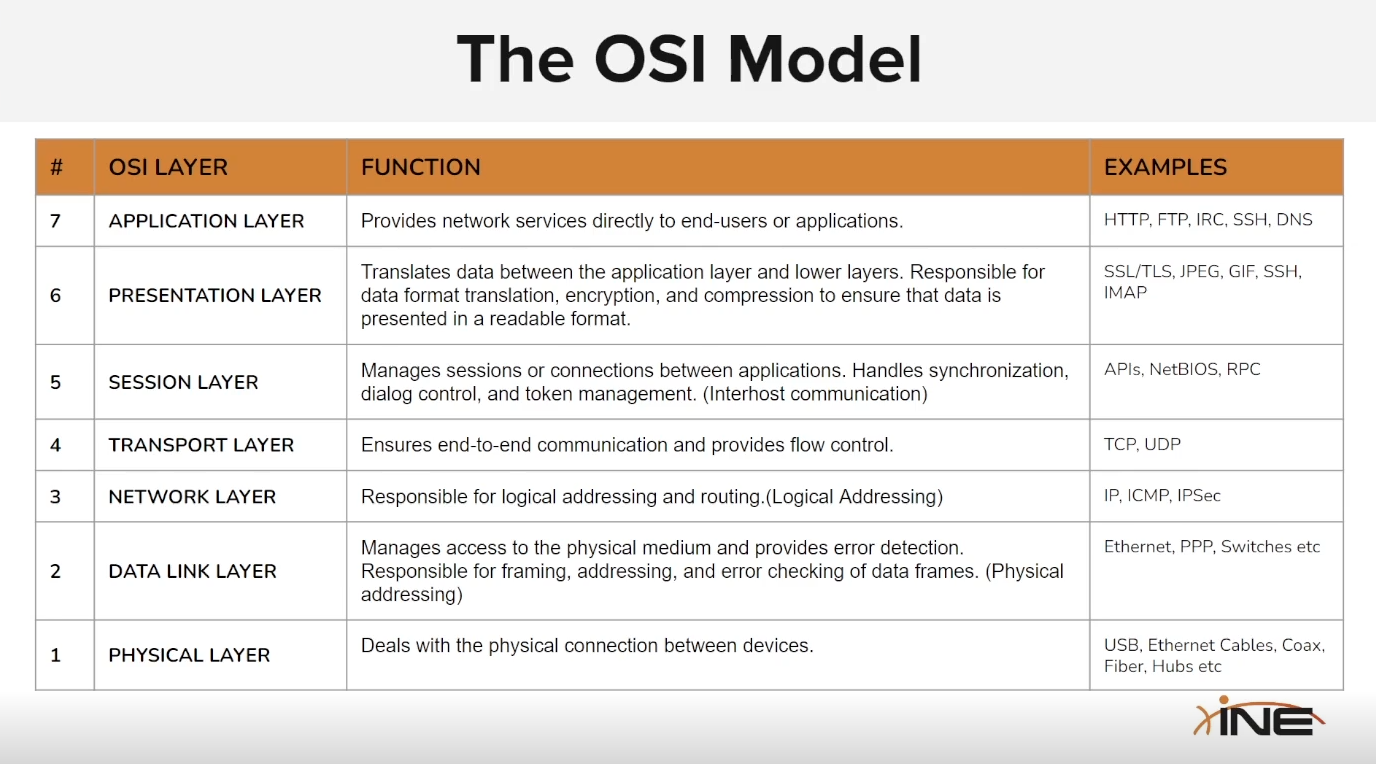 The OSI Model
# OSI LAYER FUNCTION EXAMPLES
7 APPLICATION LAYER Provides network services directly to end-users or applications. HTTP, FTP, IRC, SSH, DNS
6 PRESENTATION LAYER
Translates data between the application layer and lower layers. Responsible for
data format translation, encryption, and compression to ensure that data is
presented in a readable format.
SSL/TLS, JPEG, GIF, SSH,
IMAP
5 SESSION LAYER
Manages sessions or connections between applications. Handles synchronization,
dialog control, and token management. (Interhost communication)
APIs, NetBIOS, RPC
4 TRANSPORT LAYER Ensures end-to-end communication and provides flow control. TCP, UDP
3 NETWORK LAYER Responsible for logical addressing and routing.(Logical Addressing) IP, ICMP, IPSec
2 DATA LINK LAYER
Manages access to the physical medium and provides error detection.
Responsible for framing, addressing, and error checking of data frames. (Physical
addressing)
Ethernet, PPP, Switches etc
1 PHYSICAL LAYER Deals with the physical connection between devices.
USB, Ethernet Cables, Coax,
Fiber, Hubs etc
iNE